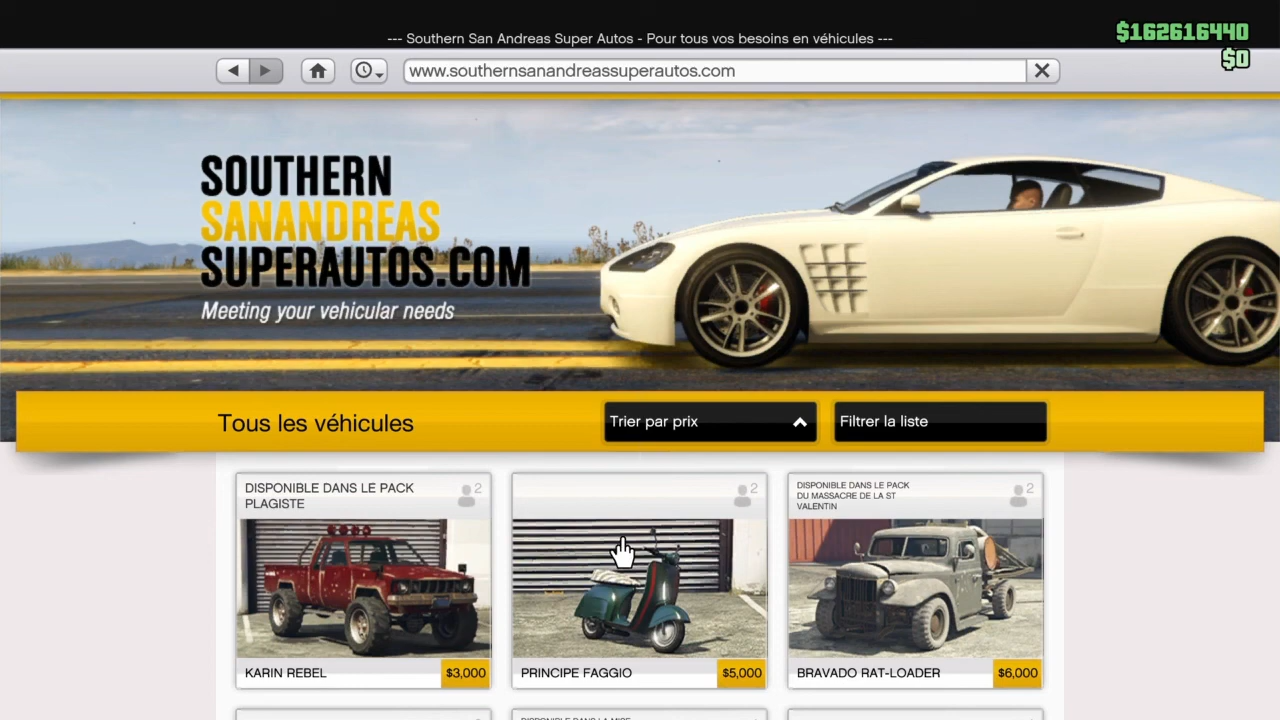 --- Southern San Andreas Super Autos - Pour tous vos besoins en véhicules ---
$162616440
$0
www.southernsanandreassuperautos.com
SOUTHERN
SANANDREAS
SUPERAUTOS.COM
Meeting your vehicular needs
Tous les véhicules
Trier par prix
Filtrer la liste
DISPONIBLE DANS LE PACK
PLAGISTE
2
KARIN REBEL
$3,000
2
PRINCIPE FAGGIO
$5,000
DISPONIBLE DANS LE PACK
DU MASSACRE DE LA ST
VALENTIN
2
BRAVADO RAT-LOADER
$6,000